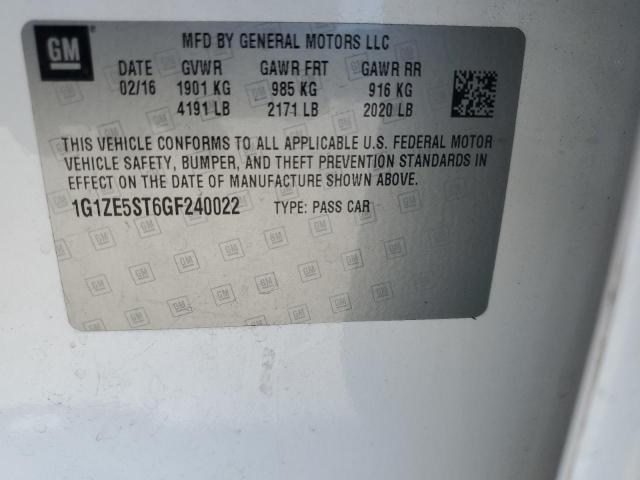 GM MFD BY GENERAL MOTORS LLC
DATE GVWR GAWR FRT GAWR RR
02/16 1901 KG 985 KG 916 KG
4191 LB 2171 LB 2020 LB
THIS VEHICLE CONFORMS TO ALL APPLICABLE U.S. FEDERAL MOTOR
VEHICLE SAFETY, BUMPER, AND THEFT PREVENTION STANDARDS IN
EFFECT ON THE DATE OF MANUFACTURE SHOWN ABOVE.
1G1ZE5ST6GF240022 TYPE: PASS CAR